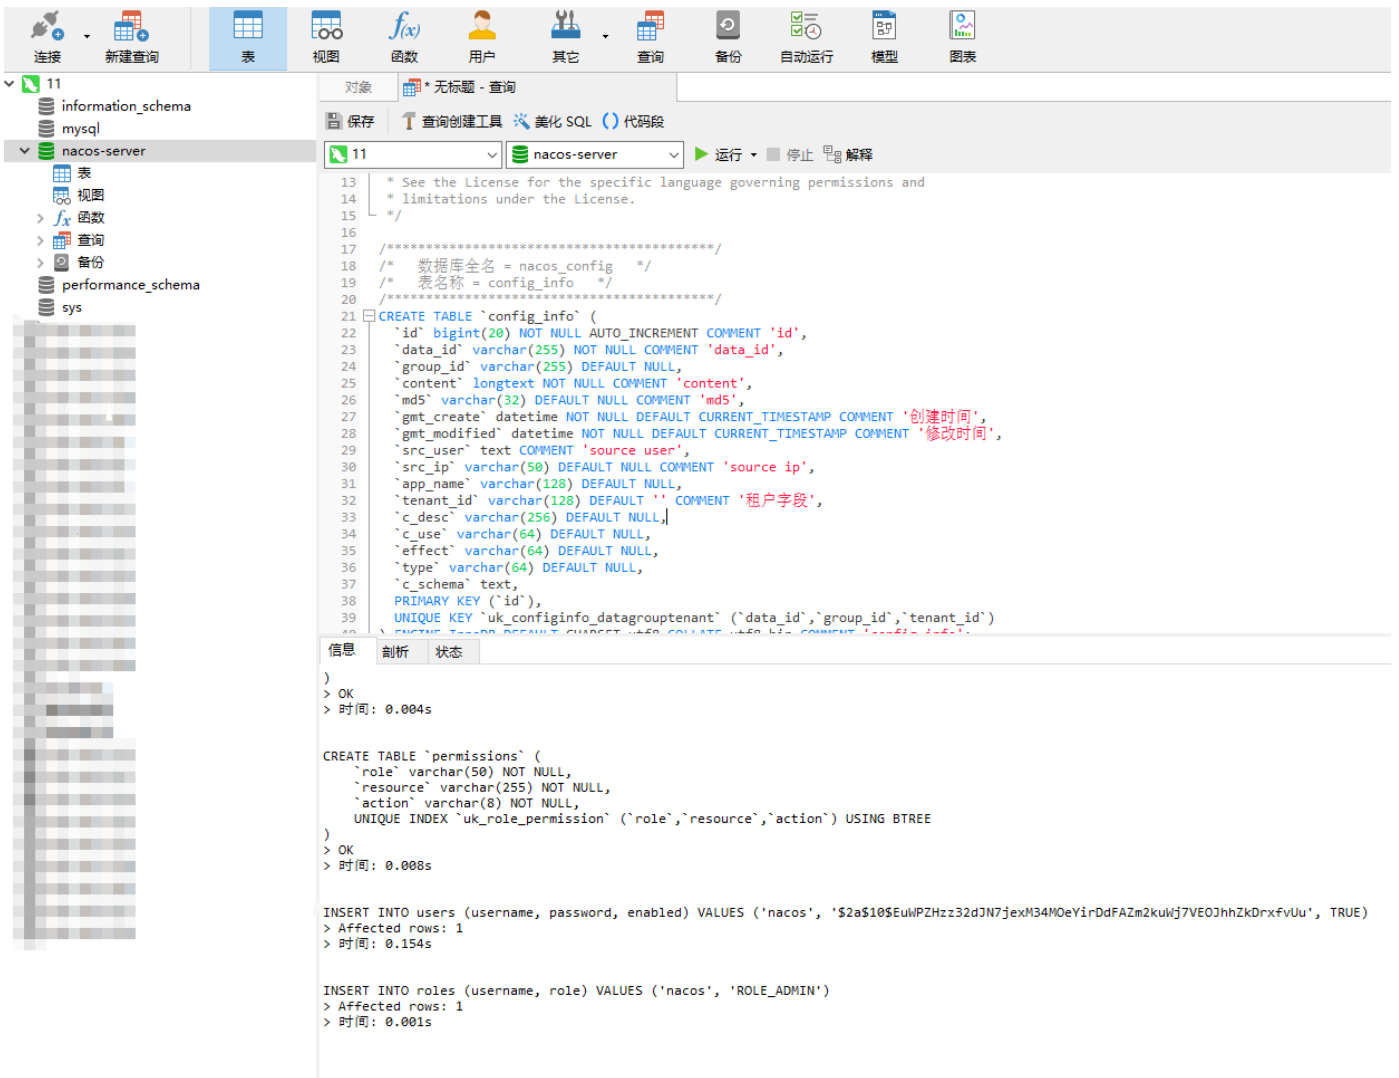 连接 新建查询 表 视图 函数 用户 其它 查询 备份 自动运行 模型 图表
11
information_schema
mysql
nacos-server
表
视图
函数
查询
备份
performance_schema
sys
对象 * 无标题 - 查询
保存 查询创建工具 美化 SQL () 代码段
11 nacos-server 运行 停止 解释
13 * See the License for the specific language governing permissions and
14 * limitations under the License.
15 */
16
17 /******************************************/
18 /*   数据库全名 = nacos_config   */
19 /*   表名称 = config_info   */
20 /******************************************/
21 CREATE TABLE `config_info` (
22 `id` bigint(20) NOT NULL AUTO_INCREMENT COMMENT 'id',
23 `data_id` varchar(255) NOT NULL COMMENT 'data_id',
24 `group_id` varchar(255) DEFAULT NULL,
25 `content` longtext NOT NULL COMMENT 'content',
26 `md5` varchar(32) DEFAULT NULL COMMENT 'md5',
27 `gmt_create` datetime NOT NULL DEFAULT CURRENT_TIMESTAMP COMMENT '创建时间',
28 `gmt_modified` datetime NOT NULL DEFAULT CURRENT_TIMESTAMP COMMENT '修改时间',
29 `src_user` text COMMENT 'source user',
30 `src_ip` varchar(50) DEFAULT NULL COMMENT 'source ip',
31 `app_name` varchar(128) DEFAULT NULL,
32 `tenant_id` varchar(128) DEFAULT '' COMMENT '租户字段',
33 `c_desc` varchar(256) DEFAULT NULL,
34 `c_use` varchar(64) DEFAULT NULL,
35 `effect` varchar(64) DEFAULT NULL,
36 `type` varchar(64) DEFAULT NULL,
37 `c_schema` text,
38 PRIMARY KEY (`id`),
39 UNIQUE KEY `uk_configinfo_datagrouptenant` (`data_id`,`group_id`,`tenant_id`)
40 ) ENGINE=InnoDB DEFAULT CHARSET=utf8 COLLATE=utf8_bin COMMENT='config_info';
信息 剖析 状态
)
> OK
> 时间: 0.004s
CREATE TABLE `permissions` (
`role` varchar(50) NOT NULL,
`resource` varchar(255) NOT NULL,
`action` varchar(8) NOT NULL,
UNIQUE INDEX `uk_role_permission` (`role`,`resource`,`action`) USING BTREE
)
> OK
> 时间: 0.008s
INSERT INTO users (username, password, enabled) VALUES ('nacos', '$2a$10$EuWPZHzz32dJN7jexM34MOeYirDdFAZm2kuWj7VEOJhhZkDrxfvUu', TRUE)
> Affected rows: 1
> 时间: 0.154s
INSERT INTO roles (username, role) VALUES ('nacos', 'ROLE_ADMIN')
> Affected rows: 1
> 时间: 0.001s